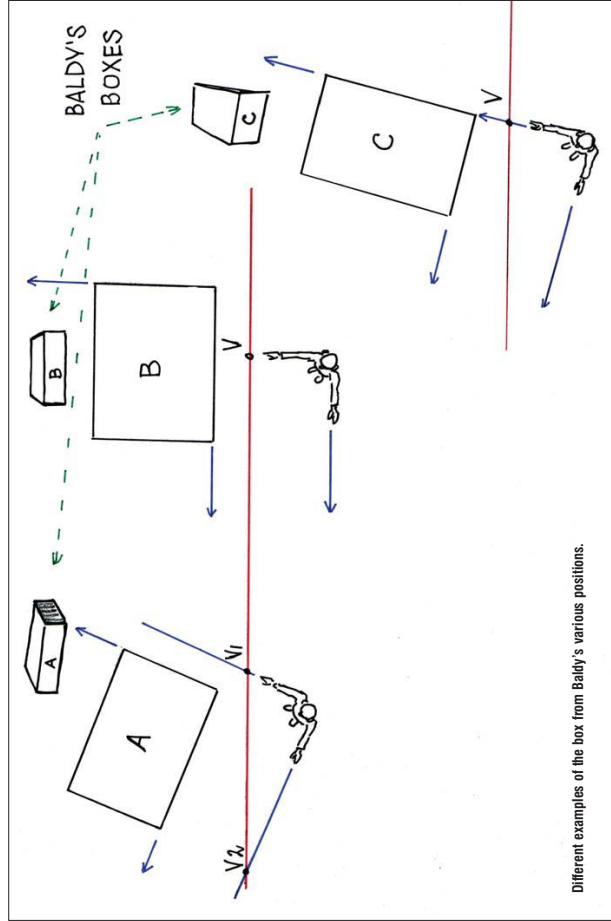 BALDY'S
BOXES
A
B
C
A
B
C
V2
V1
V
V
Different examples of the box from Baldy's various positions.